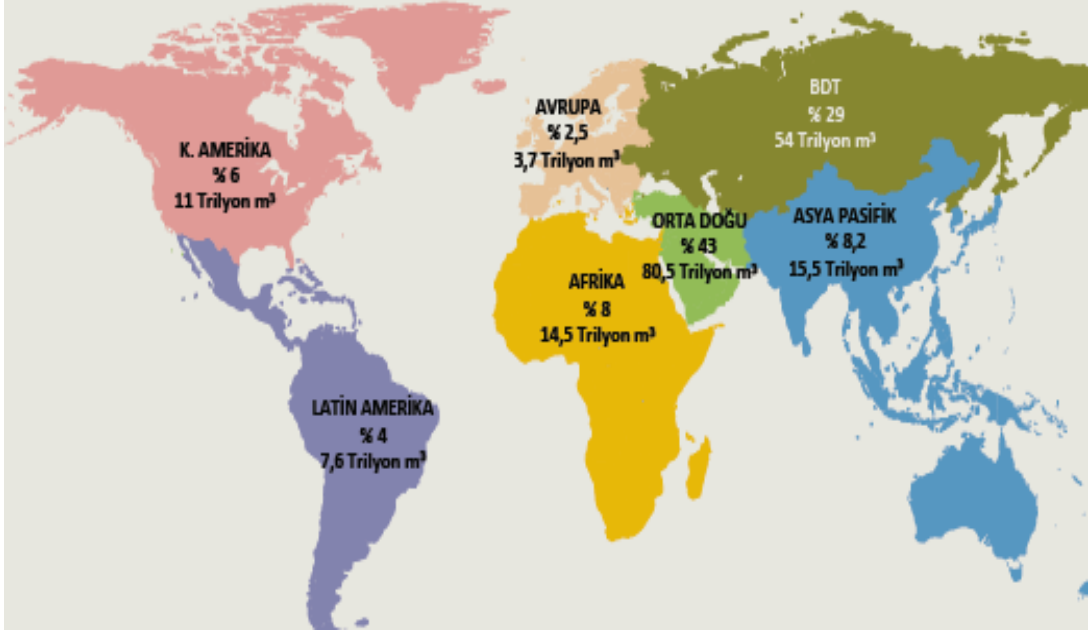 K. AMERİKA
% 6
11 Trilyon m³
AVRUPA
% 2,5
3,7 Trilyon m³
BDT
% 29
54 Trilyon m³
ORTA DOĞU
% 43
80,5 Trilyon m³
ASYA PASİFİK
% 8,2
15,5 Trilyon m³
AFRİKA
% 8
14,5 Trilyon m³
LATİN AMERİKA
% 4
7,6 Trilyon m³